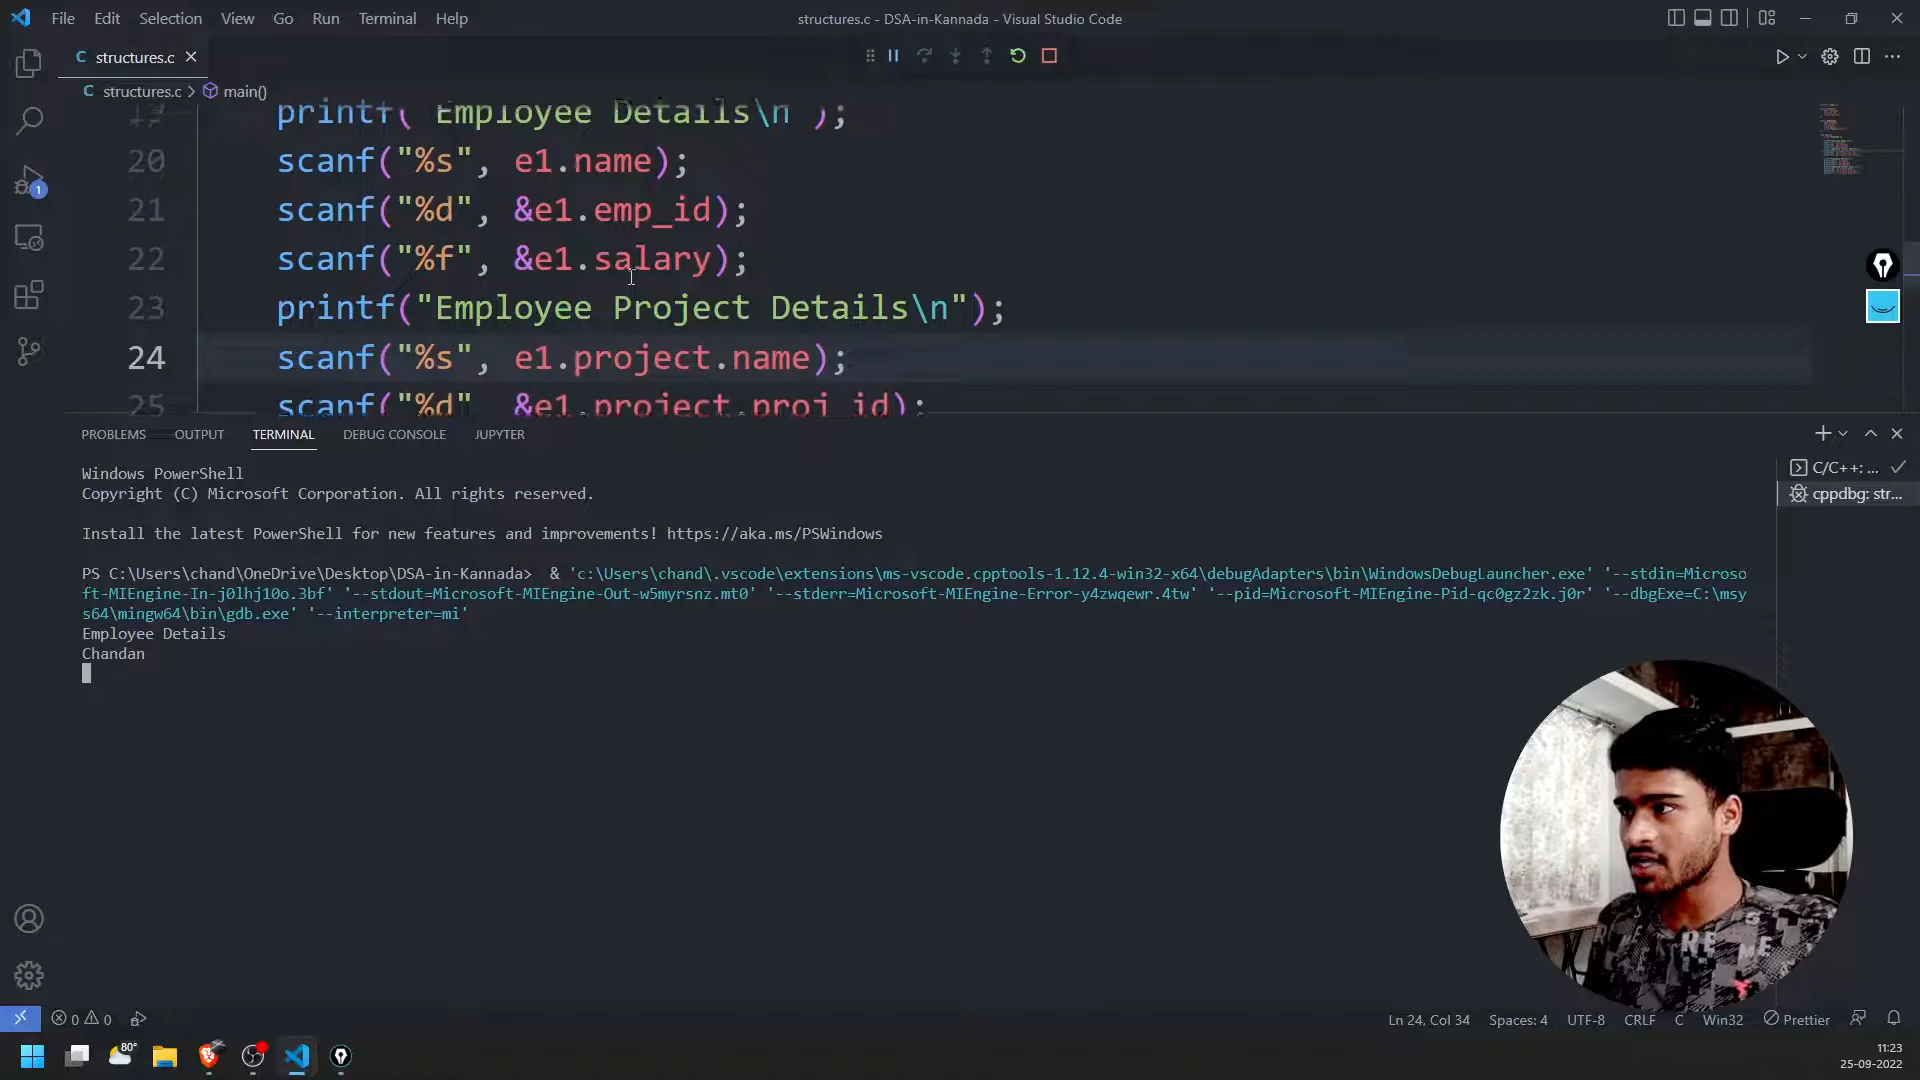 File Edit Selection View Go Run Terminal Help
structures.c - DSA-in-Kannada - Visual Studio Code
C structures.c
C structures.c > main()
19 printf( Employee Details\n );
20 scanf("%s", e1.name);
21 scanf("%d", &e1.emp_id);
22 scanf("%f", &e1.salary);
23 printf("Employee Project Details\n");
24 scanf("%s", e1.project.name);
25 scanf("%d" &e1.project.proj_id);
1
PROBLEMS OUTPUT TERMINAL DEBUG CONSOLE JUPYTER
C/C++: ...
cppdbg: str...
Windows PowerShell
Copyright (C) Microsoft Corporation. All rights reserved.
Install the latest PowerShell for new features and improvements! https://aka.ms/PSWindows
PS C:\Users\chand\OneDrive\Desktop\DSA-in-Kannada> & 'c:\Users\chand\.vscode\extensions\ms-vscode.cpptools-1.12.4-win32-x64\debugAdapters\bin\WindowsDebugLauncher.exe' '--stdin=Microso
ft-MIEngine-In-j0lhj10o.3bf' '--stdout=Microsoft-MIEngine-Out-w5myrsnz.mt0' '--stderr=Microsoft-MIEngine-Error-y4zwqewr.4tw' '--pid=Microsoft-MIEngine-Pid-qc0gz2zk.j0r' '--dbgExe=C:\msy
s64\mingw64\bin\gdb.exe' '--interpreter=mi'
Employee Details
Chandan
0 0
Ln 24, Col 34 Spaces: 4 UTF-8 CRLF C Win32 Prettier
80°
11:23
25-09-2022